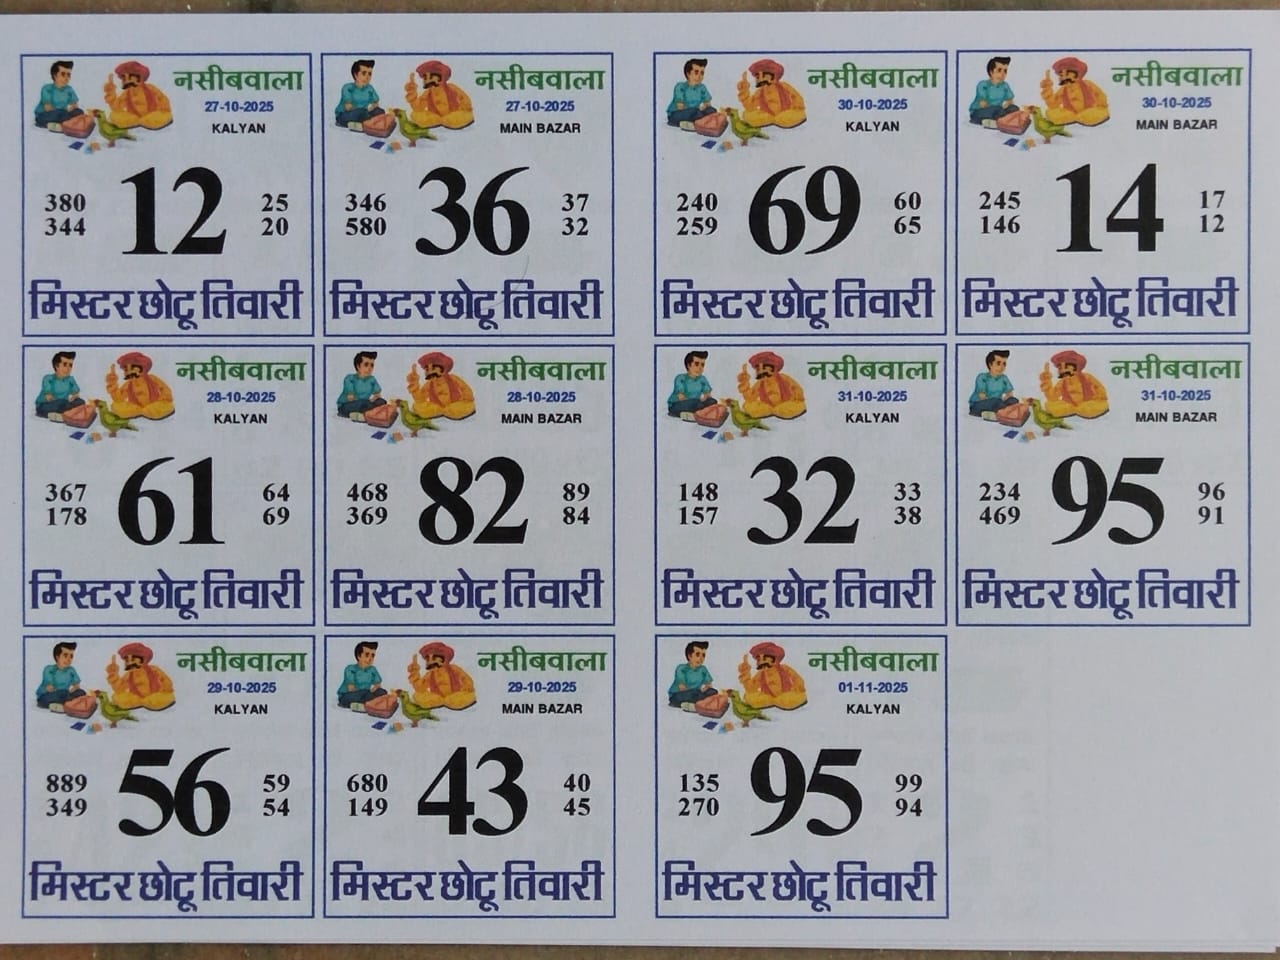 नसीबवाला
27-10-2025
KALYAN
380
344
12
25
20
मिस्टर छोटू तिवारी
नसीबवाला
27-10-2025
MAIN BAZAR
346
580
36
37
32
मिस्टर छोटू तिवारी
नसीबवाला
30-10-2025
KALYAN
240
259
69
60
65
मिस्टर छोटू तिवारी
नसीबवाला
30-10-2025
MAIN BAZAR
245
146
14
17
12
मिस्टर छोटू तिवारी
नसीबवाला
28-10-2025
KALYAN
367
178
61
64
69
मिस्टर छोटू तिवारी
नसीबवाला
28-10-2025
MAIN BAZAR
468
369
82
89
84
मिस्टर छोटू तिवारी
नसीबवाला
31-10-2025
KALYAN
148
157
32
33
38
मिस्टर छोटू तिवारी
नसीबवाला
31-10-2025
MAIN BAZAR
234
469
95
96
91
मिस्टर छोटू तिवारी
नसीबवाला
29-10-2025
KALYAN
889
349
56
59
54
मिस्टर छोटू तिवारी
नसीबवाला
29-10-2025
MAIN BAZAR
680
149
43
40
45
मिस्टर छोटू तिवारी
नसीबवाला
01-11-2025
KALYAN
135
270
95
99
94
मिस्टर छोटू तिवारी